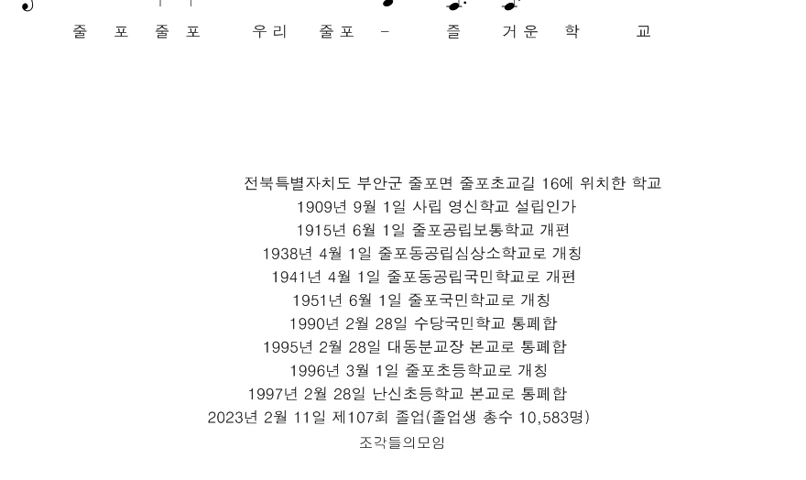 줄 포 줄 포 우 리 줄 포 – 즐 거 운 학 교
전북특별자치도 부안군 줄포면 줄포초교길 16에 위치한 학교
1909년 9월 1일 사립 영신학교 설립인가
1915년 6월 1일 줄포공립보통학교 개편
1938년 4월 1일 줄포동공립심상소학교로 개칭
1941년 4월 1일 줄포동공립국민학교로 개편
1951년 6월 1일 줄포국민학교로 개칭
1990년 2월 28일 수당국민학교 통폐합
1995년 2월 28일 대동분교장 본교로 통폐합
1996년 3월 1일 줄포초등학교로 개칭
1997년 2월 28일 난신초등학교 본교로 통폐합
2023년 2월 11일 제107회 졸업(졸업생 총수 10,583명)
조각들의모임